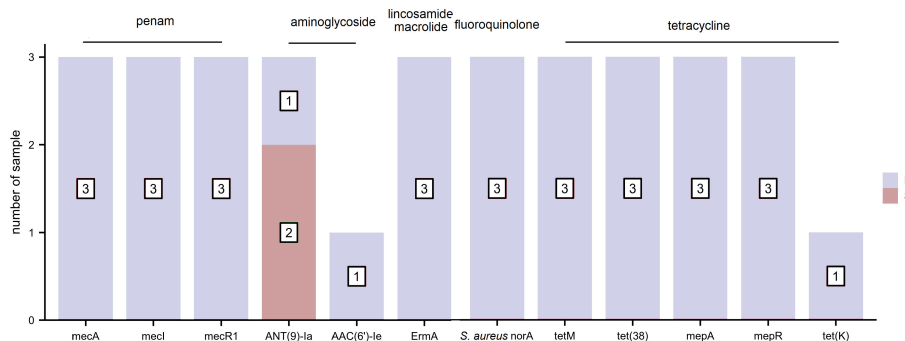 penam
aminoglycoside
lincosamide
macrolide
fluoroquinolone
tetracycline
number of sample
3
2
1
0
3
3
3
1
2
1
3
3
3
3
3
3
1
mecA
mecI
mecR1
ANT(9)-Ia
AAC(6')-Ie
ErmA
S. aureus norA
tetM
tet(38)
mepA
mepR
tet(K)